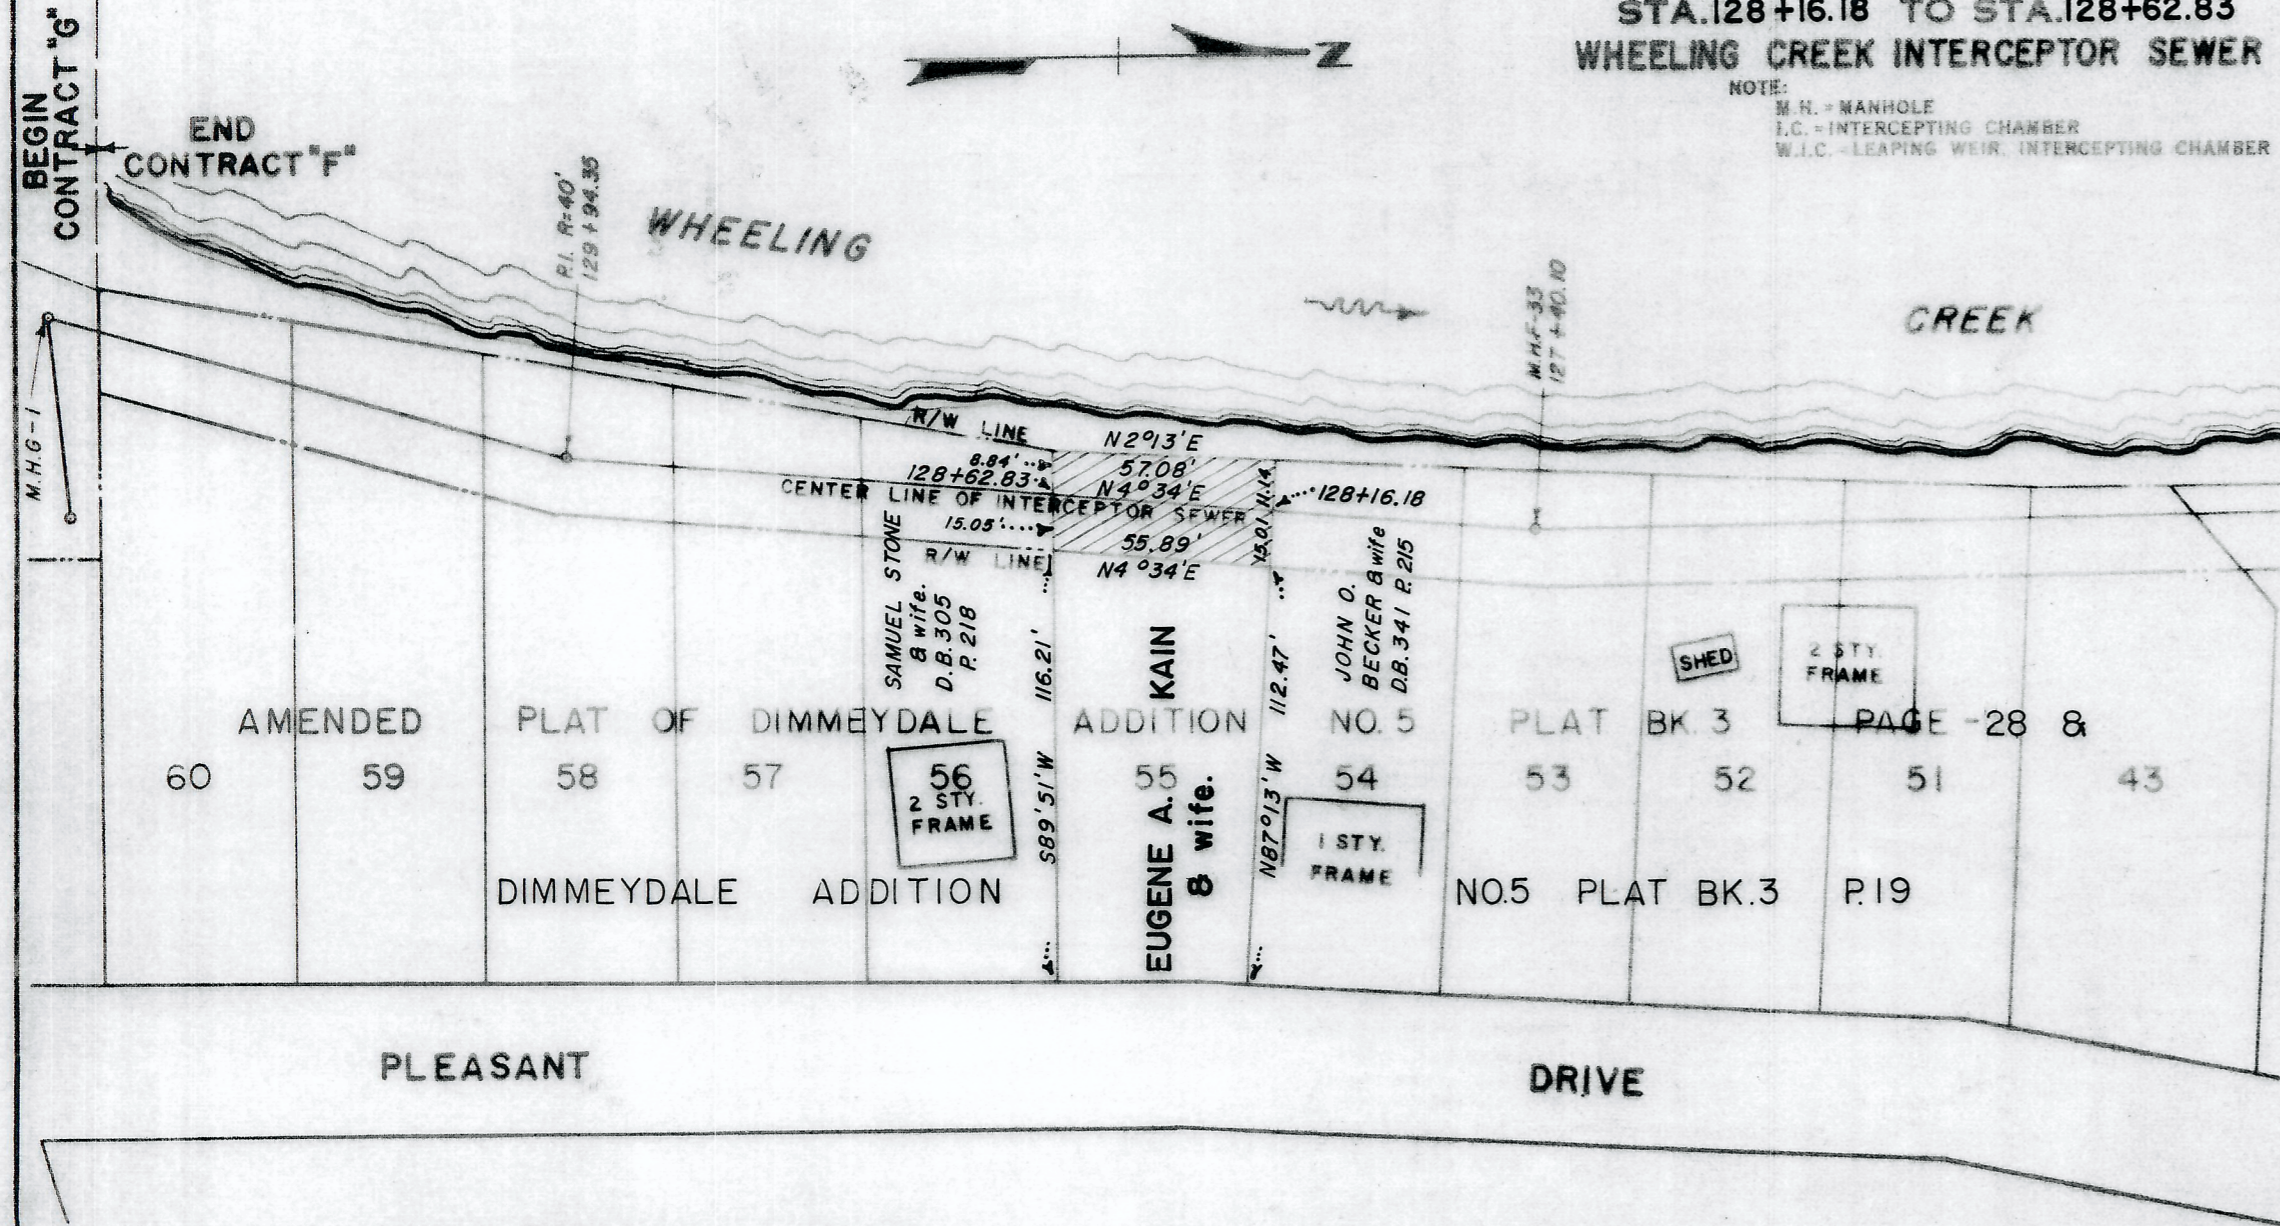 STA.128+16.18 TO STA.128+62.83
WHEELING CREEK INTERCEPTOR SEWER
NOTE:
M.H. = MANHOLE
I.C. = INTERCEPTING CHAMBER
W.I.C. - LEAPING WEIR INTERCEPTING CHAMBER
Z
BEGIN
CONTRACT "G"
END
CONTRACT "F"
P.I. R=40'
129+94.35
WHEELING
CREEK
M.H.F-33
127+40.10
M.H.G-1
R/W LINE
N2°13'E
8.84'
57.08'
128+62.83
N4°34'E
11.14
128+16.18
CENTER LINE OF INTERCEPTOR SEWER
15.05'
55.89'
15.01
R/W LINE
N4°34'E
SAMUEL STONE
& wife.
D.B.305
P. 218
116.21'
S89'51'W
EUGENE A. KAIN
& wife.
112.47'
N87°13'W
JOHN O.
BECKER & wife
D.B.341 P.215
SHED
2 STY.
FRAME
AMENDED PLAT OF DIMMEYDALE ADDITION NO. 5 PLAT BK. 3 PAGE - 28 &
60 59 58 57 56 55 54 53 52 51 43
2 STY.
FRAME
1 STY.
FRAME
DIMMEYDALE ADDITION NO.5 PLAT BK.3 P.19
PLEASANT DRIVE